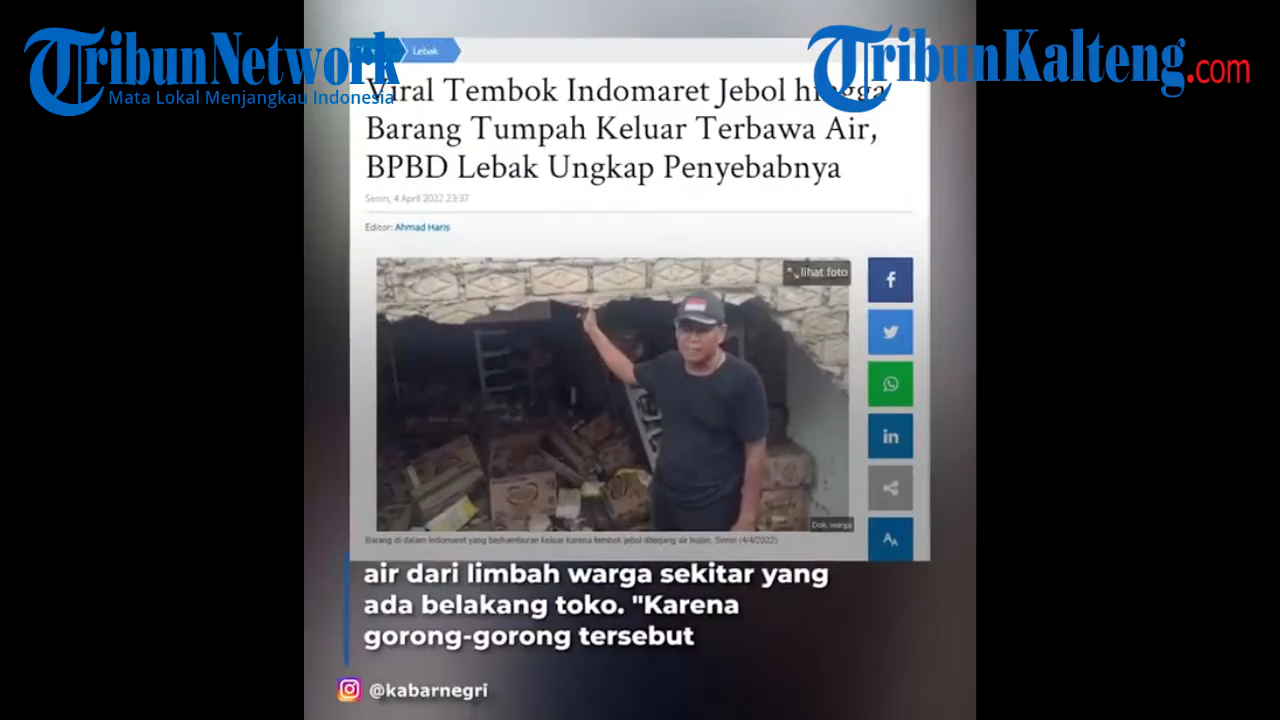 TribunNetwork
Mata Lokal Menjangkau Indonesia
TribunKalteng.com
Lebak
Viral Tembok Indomaret Jebol hingga
Barang Tumpah Keluar Terbawa Air,
BPBD Lebak Ungkap Penyebabnya
Senin, 4 April 2022 23:37
Editor: Ahmad Haris
lihat foto
Dok. warga
Barang di dalam Indomaret yang berhamburan keluar karena tembok jebol diterjang air hujan. Senin (4/4/2022)
air dari limbah warga sekitar yang
ada belakang toko. "Karena
gorong-gorong tersebut
@kabarnegri